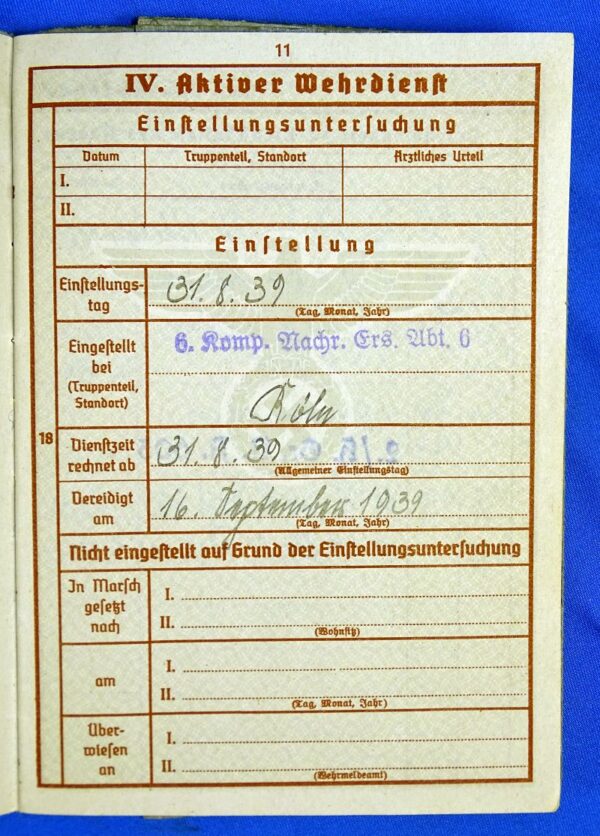 11
IV. Aktiver Wehrdienst
Einstellungsuntersuchung
Datum Truppenteil, Standort Ärztliches Urteil
I.
II.
Einstellung
Einstellungs-
tag
31. 8. 39
(Tag, Monat, Jahr)
Eingestellt
bei
(Truppenteil,
Standort)
6. Komp. Nachr. Ers. Abt. 6
Köln
18
Dienstzeit
rechnet ab
31. 8. 39
(Allgemeiner Einstellungstag)
Vereidigt
am
16. September 1939
(Tag, Monat, Jahr)
Nicht eingestellt auf Grund der Einstellungsuntersuchung
In Marsch
gesetzt
nach
I.
II.
(Wohnsitz)
am
I.
II.
(Tag, Monat, Jahr)
Über-
wiesen
an
I.
II.
(Wehrmeldeamt)